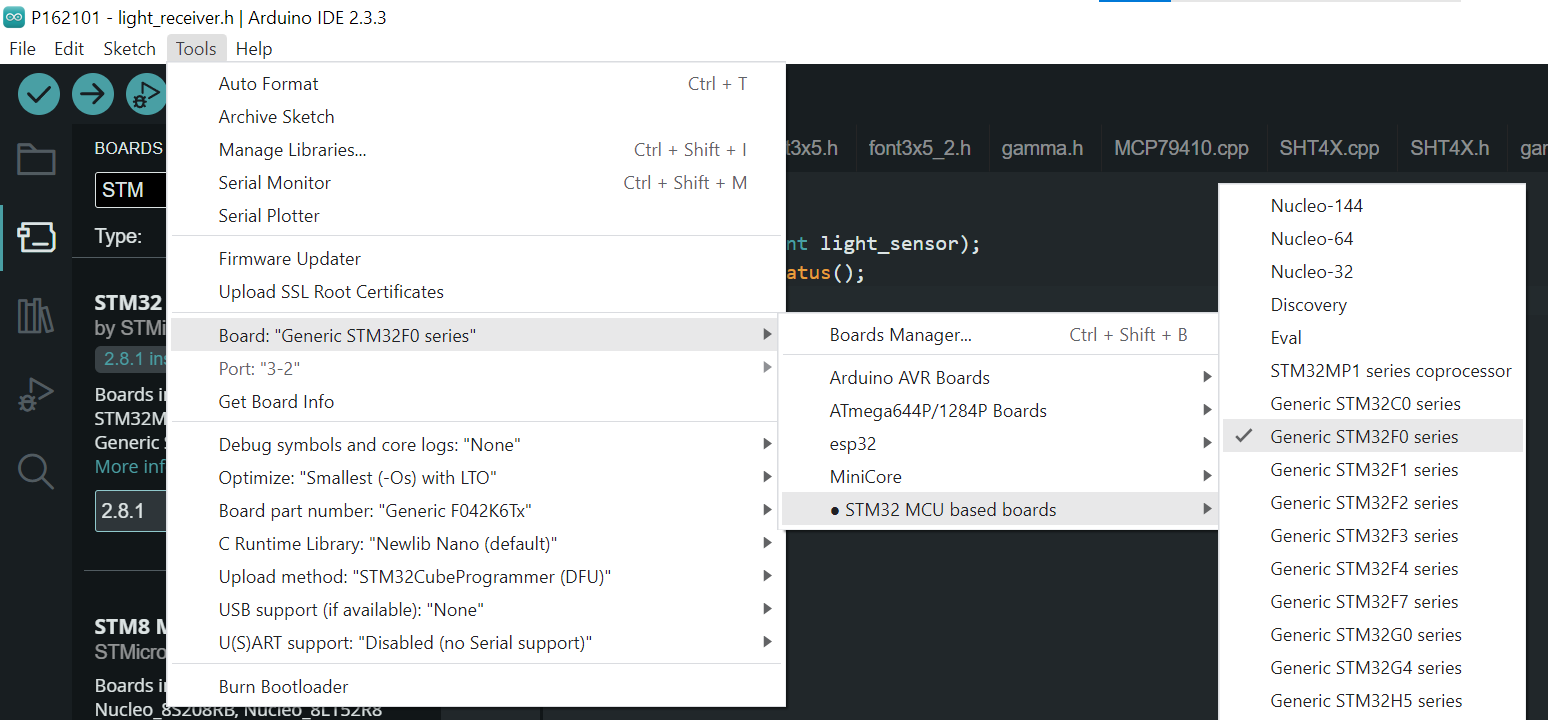 P162101 - light_receiver.h | Arduino IDE 2.3.3
File Edit Sketch Tools Help
Auto Format Ctrl + T
Archive Sketch
Manage Libraries... Ctrl + Shift + I
Serial Monitor Ctrl + Shift + M
Serial Plotter
Firmware Updater
Upload SSL Root Certificates
Board: "Generic STM32F0 series"
Port: "3-2"
Get Board Info
Debug symbols and core logs: "None"
Optimize: "Smallest (-Os) with LTO"
Board part number: "Generic F042K6Tx"
C Runtime Library: "Newlib Nano (default)"
Upload method: "STM32CubeProgrammer (DFU)"
USB support (if available): "None"
U(S)ART support: "Disabled (no Serial support)"
Burn Bootloader
BOARDS
STM
Type:
STM32
by STMi
2.8.1 ins
Boards in
STM32M
Generic S
More inf
2.8.1
STM8 M
STMicro
Boards in
Nucleo_8S208RB, Nucleo_8L152R8
t3x5.h font3x5_2.h gamma.h MCP79410.cpp SHT4X.cpp SHT4X.h gam
nt light_sensor);
atus();
Boards Manager... Ctrl + Shift + B
Arduino AVR Boards
ATmega644P/1284P Boards
esp32
MiniCore
● STM32 MCU based boards
Nucleo-144
Nucleo-64
Nucleo-32
Discovery
Eval
STM32MP1 series coprocessor
Generic STM32C0 series
✓ Generic STM32F0 series
Generic STM32F1 series
Generic STM32F2 series
Generic STM32F3 series
Generic STM32F4 series
Generic STM32F7 series
Generic STM32G0 series
Generic STM32G4 series
Generic STM32H5 series